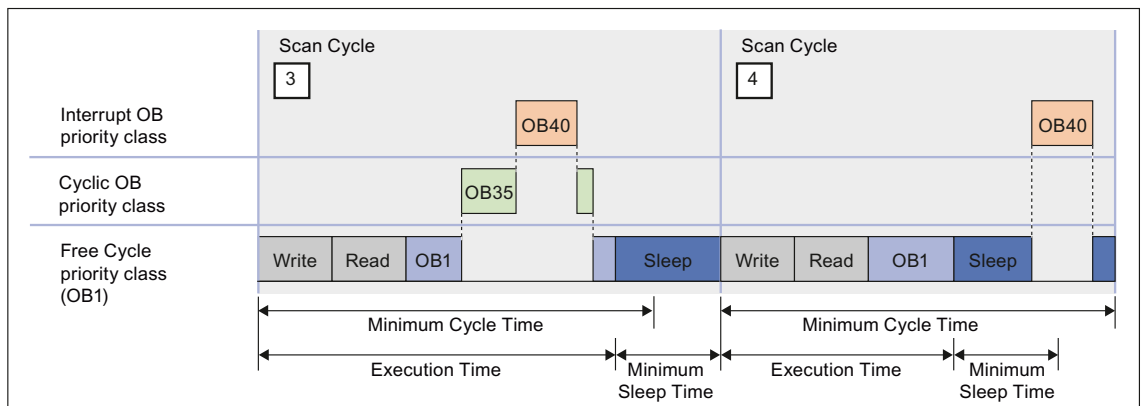 Scan Cycle
Scan Cycle
3
4
Interrupt OB
priority class
OB40
OB40
Cyclic OB
priority class
OB35
Free Cycle
priority class
(OB1)
Write
Read
OB1
Sleep
Write
Read
OB1
Sleep
Minimum Cycle Time
Minimum Cycle Time
Execution Time
Minimum
Sleep Time
Execution Time
Minimum
Sleep Time